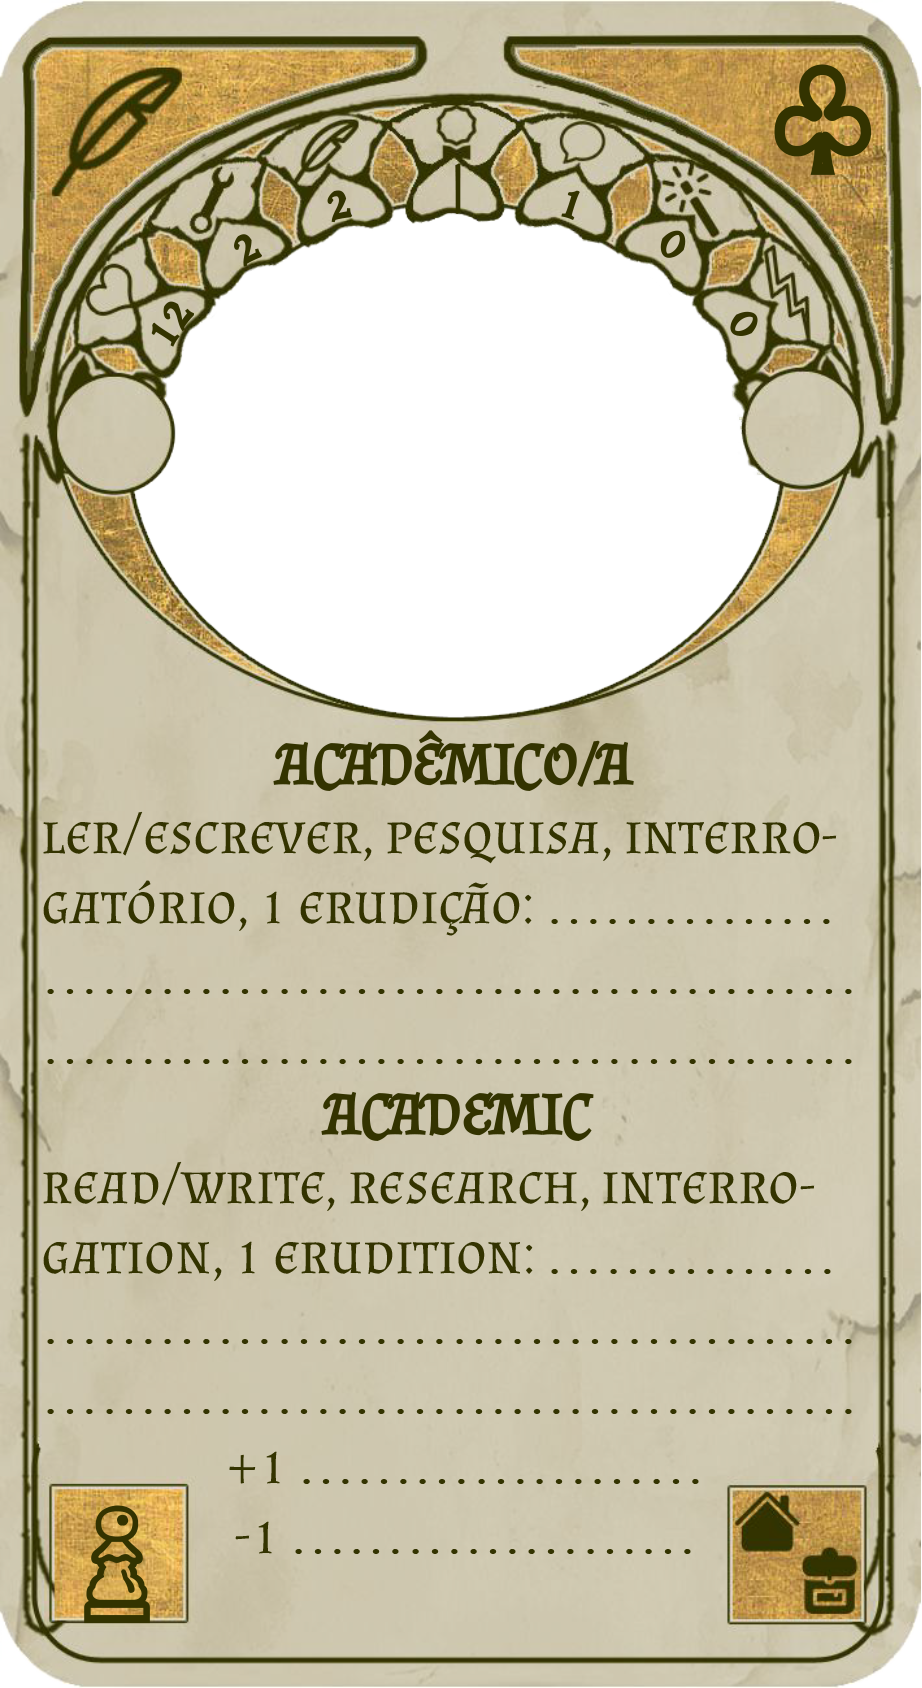 12 2 2 1 0 0
ACADÊMICO/A
LER/ESCREVER, PESQUISA, INTERRO-
GATÓRIO, 1 ERUDIÇÃO: ...............
..........................................
..........................................
ACADEMIC
READ/WRITE, RESEARCH, INTERRO-
GATION, 1 ERUDITION: ...............
..........................................
..........................................
+1 .....................
-1 .....................